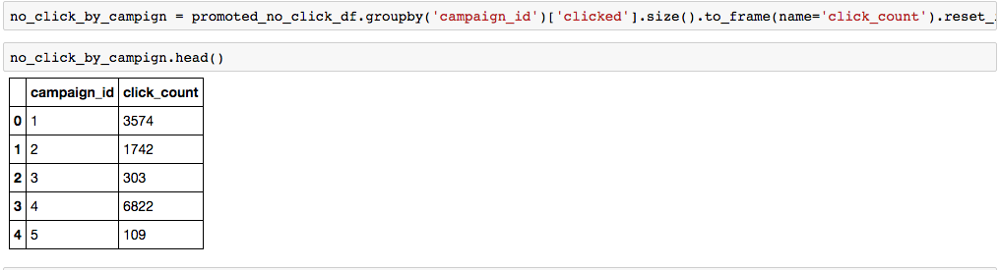 no_click_by_campign = promoted_no_click_df.groupby('campaign_id')['clicked'].size().to_frame(name='click_count').reset_
no_click_by_campign.head()
campaign_id click_count
0 1 3574
1 2 1742
2 3 303
3 4 6822
4 5 109